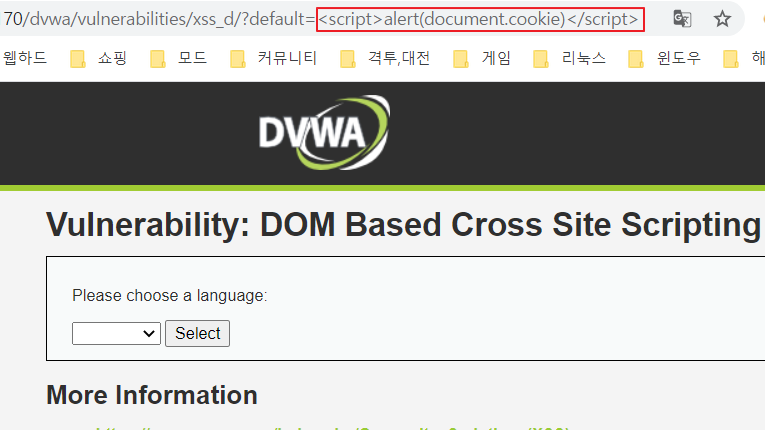 70/dvwa/vulnerabilities/xss_d/?default=<script>alert(document.cookie)</script>
웹하드 쇼핑 모드 커뮤니티 격투,대전 게임 리눅스 윈도우 해
DVWA
Vulnerability: DOM Based Cross Site Scripting
Please choose a language:
Select
More Information